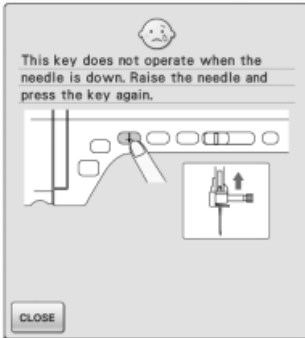 This key does not operate when the
needle is down. Raise the needle and
press the key again.
CLOSE